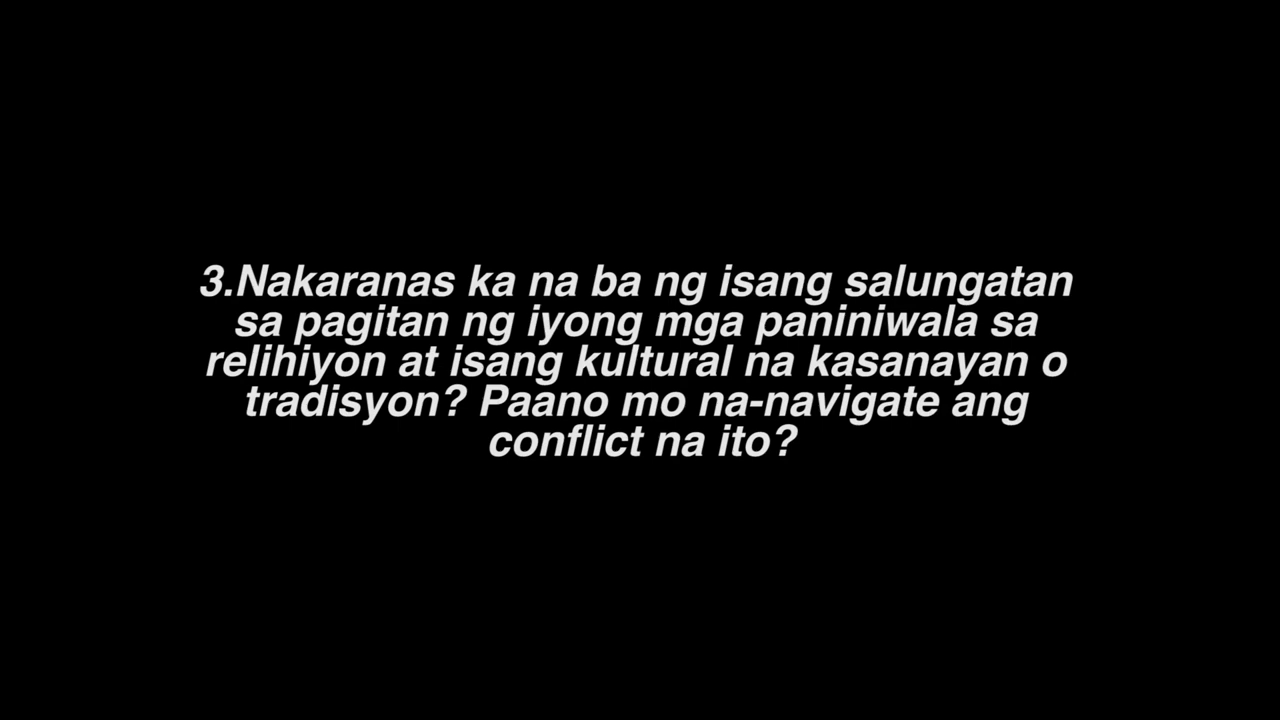 3.Nakaranas ka na ba ng isang salungatan
sa pagitan ng iyong mga paniniwala sa
relihiyon at isang kultural na kasanayan o
tradisyon? Paano mo na-navigate ang
conflict na ito?